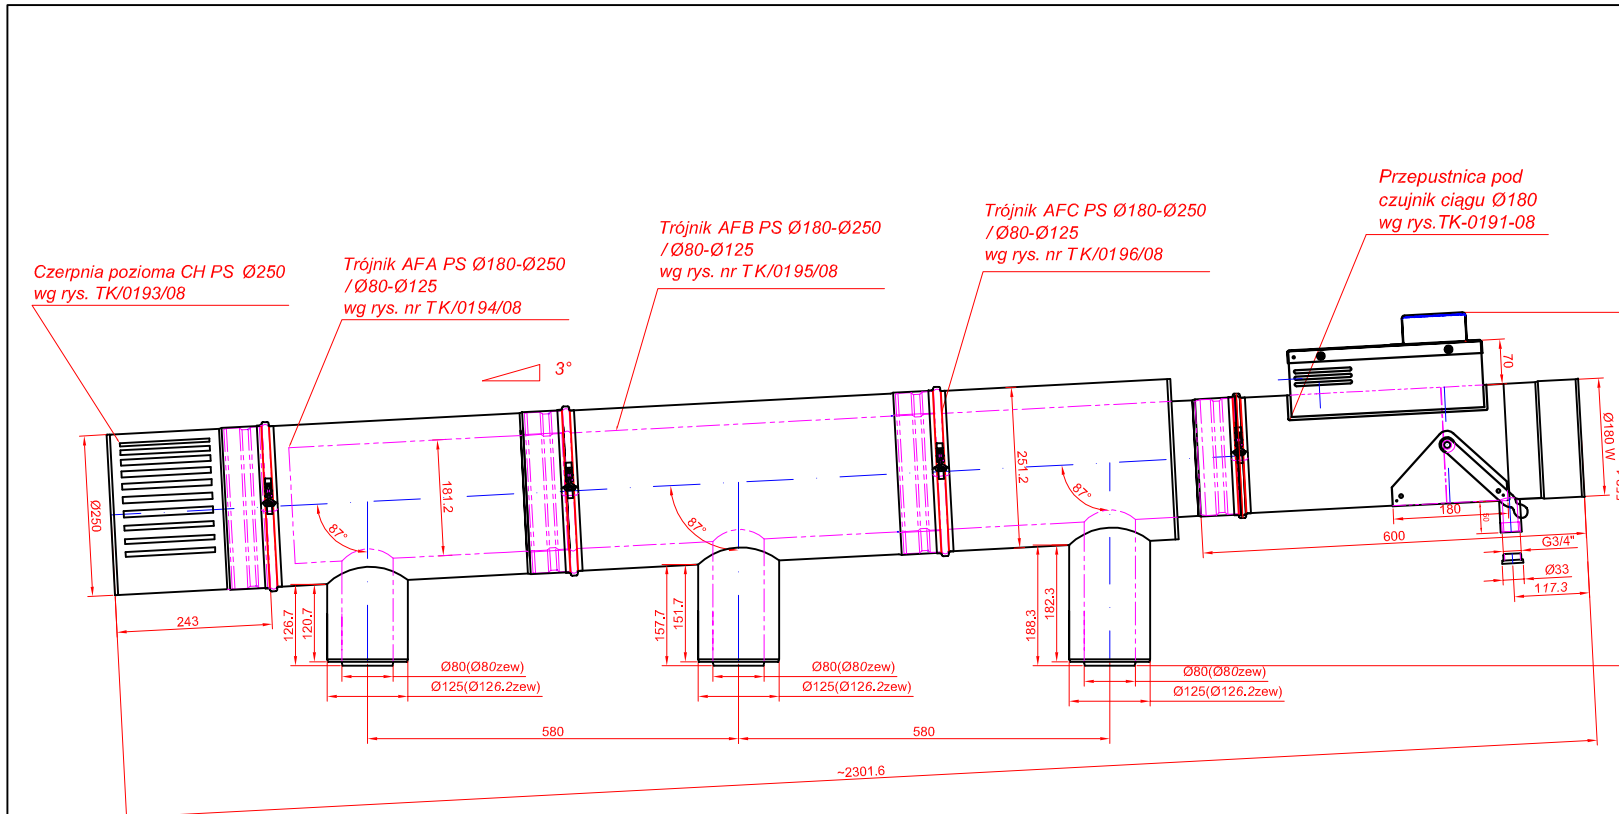 Przepustnica pod
czujnik ciągu Ø180
wg rys.TK-0191-08
Trójnik AFC PS Ø180-Ø250
/Ø80-Ø125
wg rys. nr TK/0196/08
Trójnik AFB PS Ø180-Ø250
/Ø80-Ø125
wg rys. nr TK/0195/08
Trójnik AFA PS Ø180-Ø250
/Ø80-Ø125
wg rys. nr TK/0194/08
Czerpnia pozioma CH PS Ø250
wg rys. TK/0193/08
3°
70
Ø180 W
Ø250
181.2
251.2
87°
87°
87°
180
50
600
G3/4"
Ø33
117.3
243
126.7
120.7
157.7
151.7
188.3
182.3
Ø80(Ø80zew)
Ø125(Ø126.2zew)
Ø80(Ø80zew)
Ø125(Ø126.2zew)
Ø80(Ø80zew)
Ø125(Ø126.2zew)
580
580
~2301.6